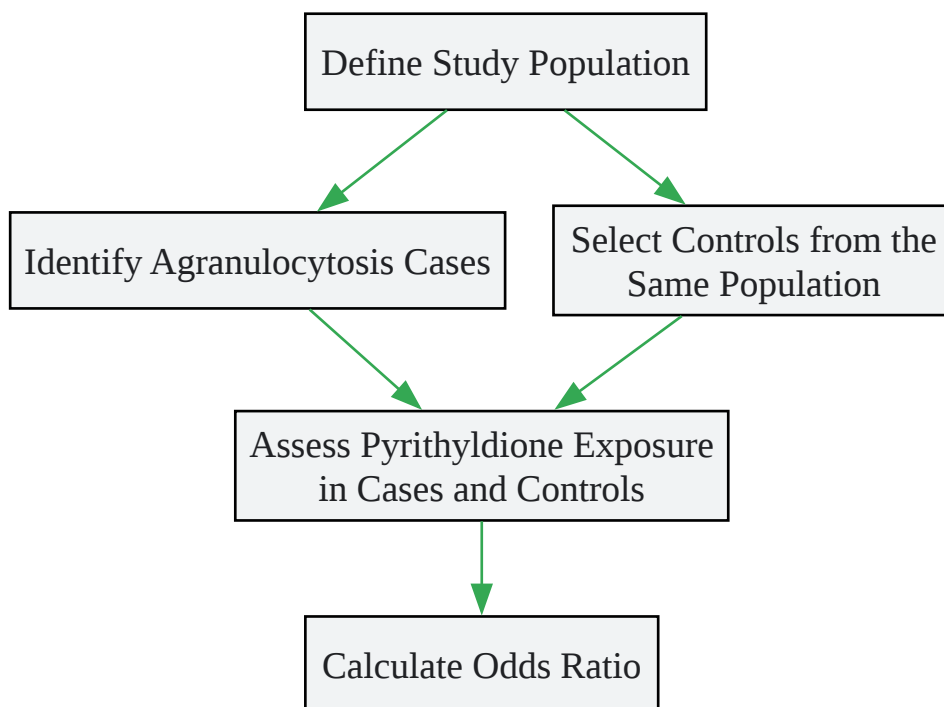 Define Study Population
Identify Agranulocytosis Cases
Select Controls from the
Same Population
Assess Pyrithyldione Exposure
in Cases and Controls
Calculate Odds Ratio